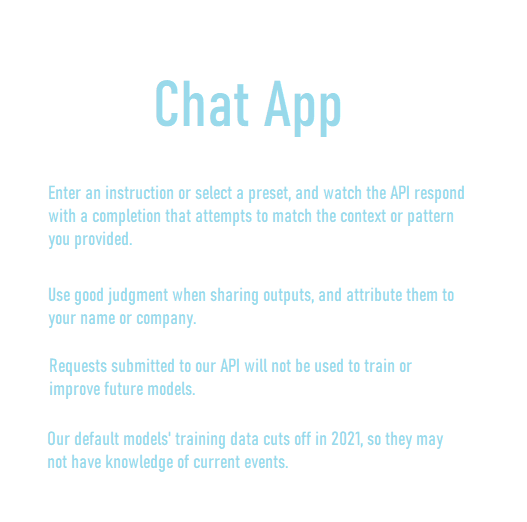 Chat App
Enter an instruction or select a preset, and watch the API respond
with a completion that attempts to match the context or pattern
you provided.
Use good judgment when sharing outputs, and attribute them to
your name or company.
Requests submitted to our API will not be used to train or
improve future models.
Our default models' training data cuts off in 2021, so they may
not have knowledge of current events.